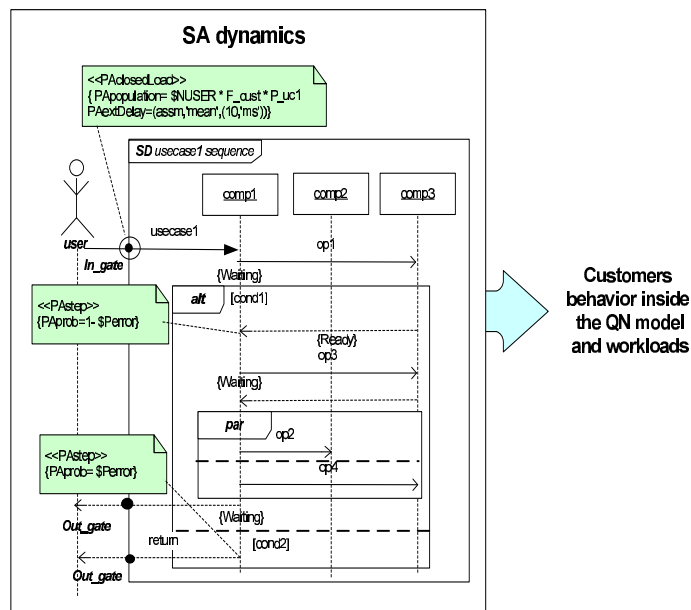 SA dynamics
<<PAclosedLoad>>
{ PApopulation= $NUSER * F_cust * P_uc1
PAextDelay=(assm,'mean',(10,'ms'))}
SD usecase1 sequence
comp1
comp2
comp3
usecase1
op1
user
In_gate
{Waiting}
<<PAstep>>
{PAprob=1- $Perror}
alt
[cond1]
{Ready}
op3
{Waiting}
par
op2
<<PAstep>>
{PAprob= $Perror}
op4
{Waiting}
Out_gate
return
[cond2]
Out_gate
Customers
behavior inside
the QN model
and workloads